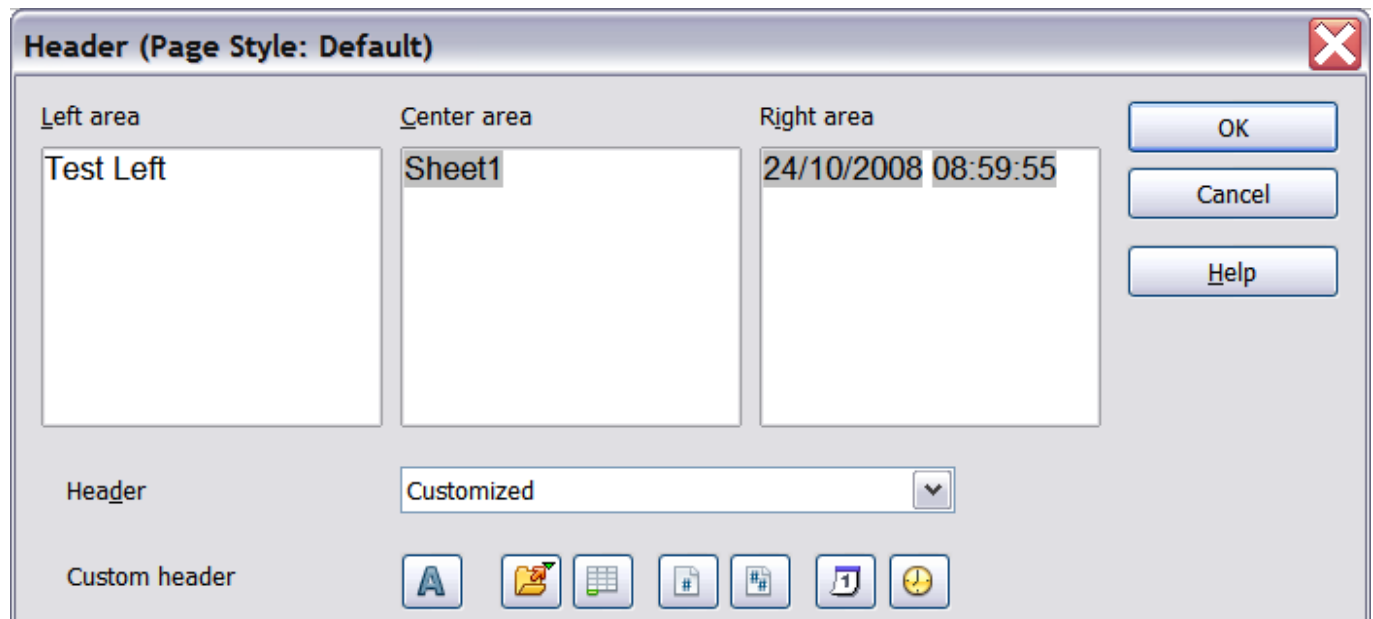 Header (Page Style: Default)
Left area Center area Right area
OK
Test Left Sheet1 24/10/2008 08:59:55
Cancel
Help
Header Customized
Custom header A # ## 1